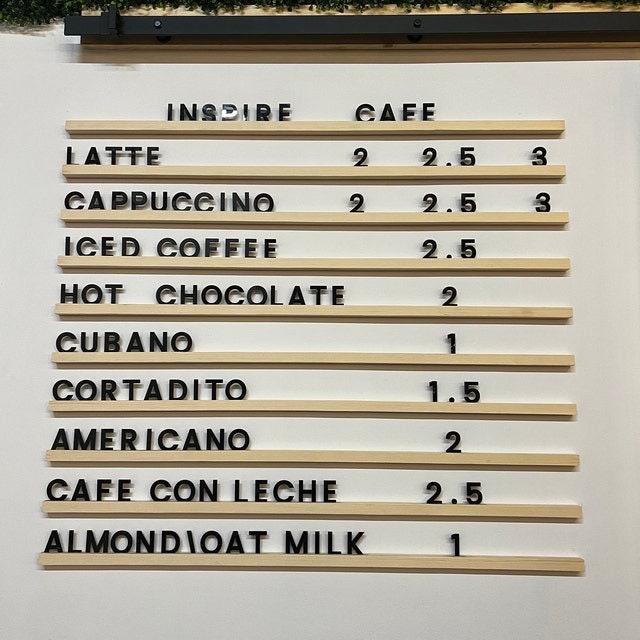 INSPIRE CAFE
LATTE 2 2.5 3
CAPPUCCINO 2 2.5 3
ICED COFFEE 2.5
HOT CHOCOLATE 2
CUBANO 1
CORTADITO 1.5
AMERICANO 2
CAFE CON LECHE 2.5
ALMOND\OAT MILK 1